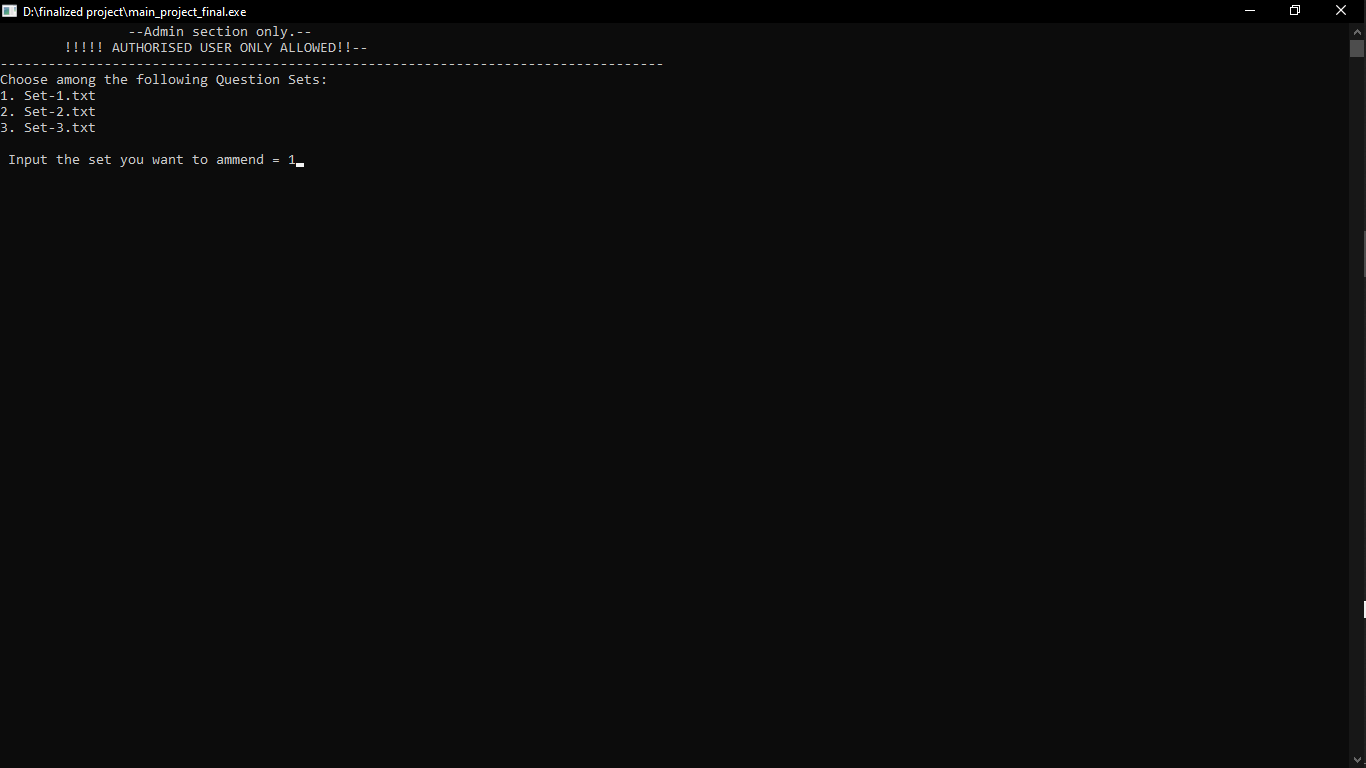 D:\finalized project\main_project_final.exe
--Admin section only.--
!!!!! AUTHORISED USER ONLY ALLOWED!!--
-----------------------------------------------------------------------------------
Choose among the following Question Sets:
1. Set-1.txt
2. Set-2.txt
3. Set-3.txt
Input the set you want to ammend = 1